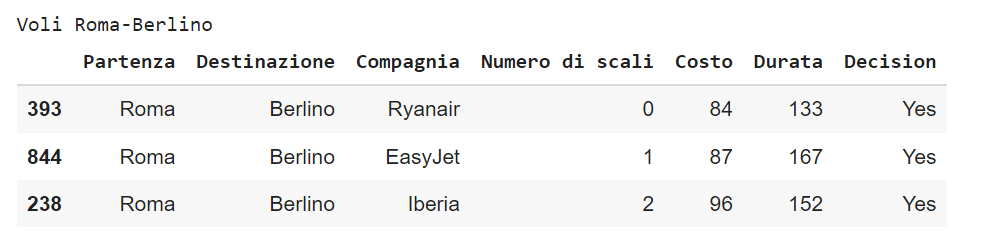 Voli Roma-Berlino
Partenza Destinazione Compagnia Numero di scali Costo Durata Decision
393 Roma Berlino Ryanair 0 84 133 Yes
844 Roma Berlino EasyJet 1 87 167 Yes
238 Roma Berlino Iberia 2 96 152 Yes